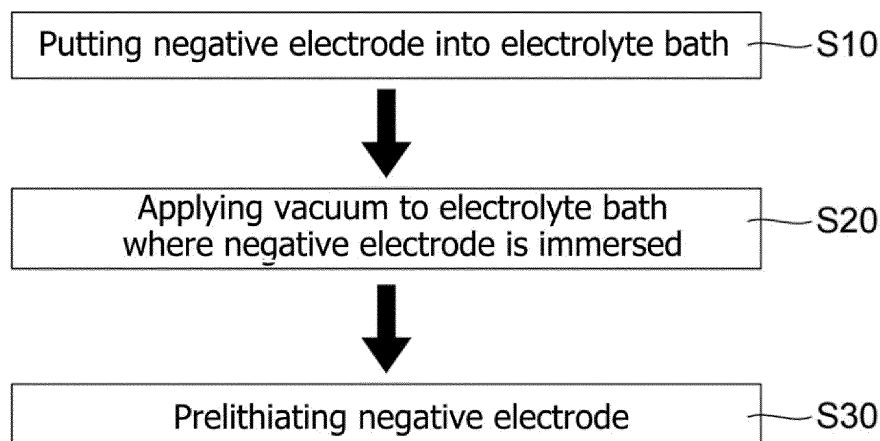 Putting negative electrode into electrolyte bath S10
Applying vacuum to electrolyte bath
where negative electrode is immersed
S20
Prelithiating negative electrode S30